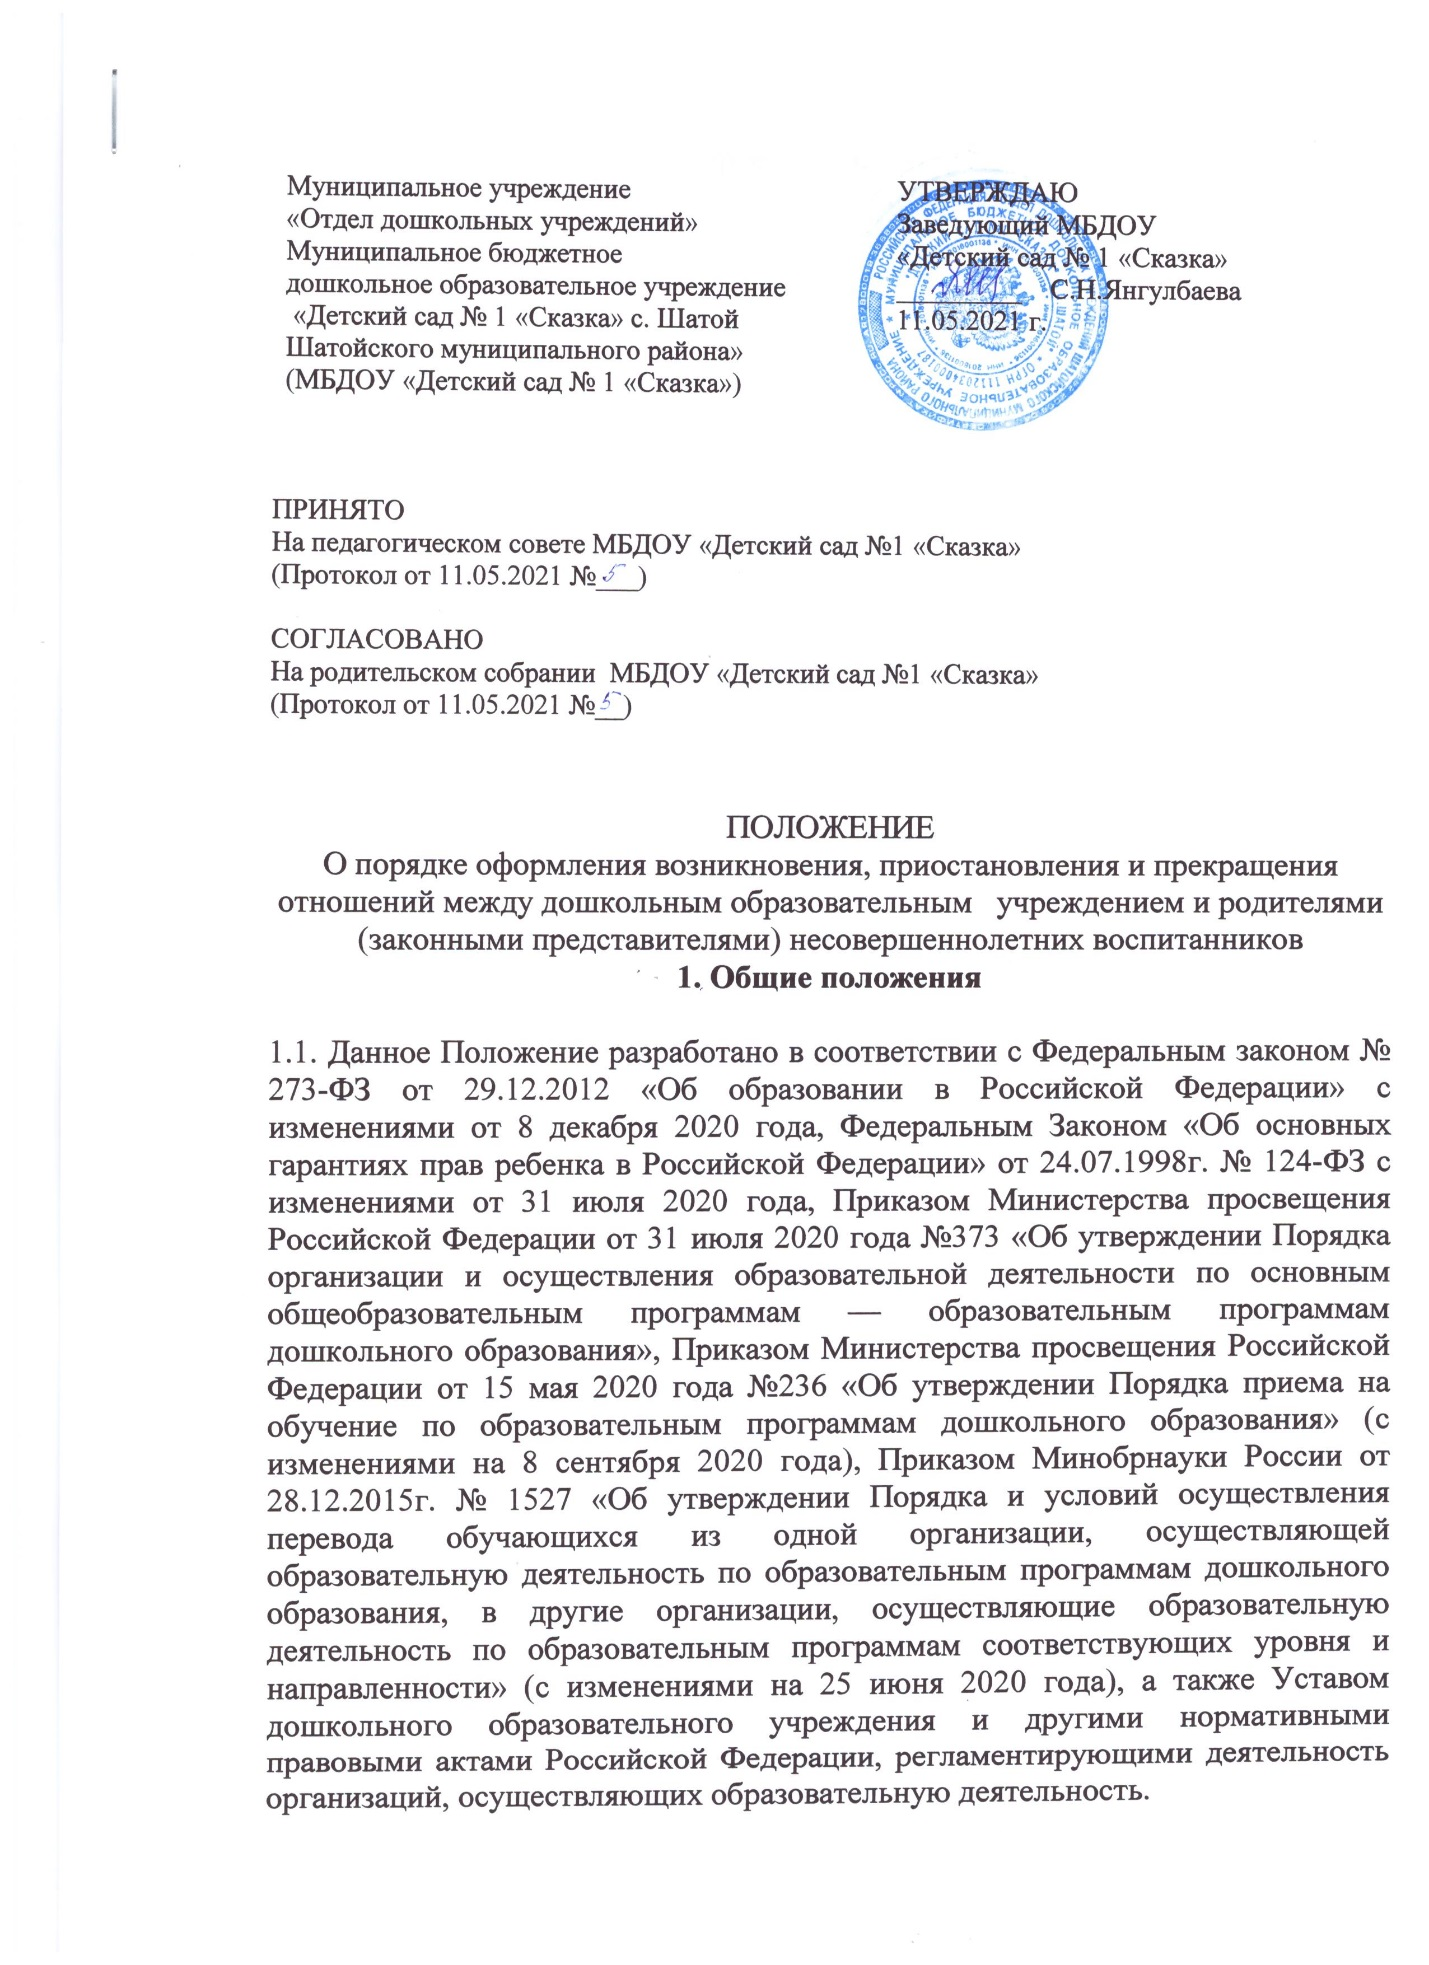 Муниципальное учреждение
«Отдел дошкольных учреждений»
Муниципальное бюджетное
дошкольное образовательное учреждение
«Детский сад № 1 «Сказка» с. Шатой
Шатойского муниципального района»
(МБДОУ «Детский сад № 1 «Сказка»)
УТВЕРЖДАЮ
Заведующий МБДОУ
«Детский сад № 1 «Сказка»
_________ С.Н.Янгулбаева
11.05.2021 г.
ПРИНЯТО
На педагогическом совете МБДОУ «Детский сад №1 «Сказка»
(Протокол от 11.05.2021 №5)
СОГЛАСОВАНО
На родительском собрании МБДОУ «Детский сад №1 «Сказка»
(Протокол от 11.05.2021 №5)
ПОЛОЖЕНИЕ
О порядке оформления возникновения, приостановления и прекращения
отношений между дошкольным образовательным учреждением и родителями
(законными представителями) несовершеннолетних воспитанников
1. Общие положения
1.1. Данное Положение разработано в соответствии с Федеральным законом №
273-ФЗ от 29.12.2012 «Об образовании в Российской Федерации» с
изменениями от 8 декабря 2020 года, Федеральным Законом «Об основных
гарантиях прав ребенка в Российской Федерации» от 24.07.1998г. № 124-ФЗ с
изменениями от 31 июля 2020 года, Приказом Министерства просвещения
Российской Федерации от 31 июля 2020 года №373 «Об утверждении Порядка
организации и осуществления образовательной деятельности по основным
общеобразовательным программам — образовательным программам
дошкольного образования», Приказом Министерства просвещения Российской
Федерации от 15 мая 2020 года №236 «Об утверждении Порядка приема на
обучение по образовательным программам дошкольного образования» (с
изменениями на 8 сентября 2020 года), Приказом Минобрнауки России от
28.12.2015г. № 1527 «Об утверждении Порядка и условий осуществления
перевода обучающихся из одной организации, осуществляющей
образовательную деятельность по образовательным программам дошкольного
образования, в другие организации, осуществляющие образовательную
деятельность по образовательным программам соответствующих уровня и
направленности» (с изменениями на 25 июня 2020 года), а также Уставом
дошкольного образовательного учреждения и другими нормативными
правовыми актами Российской Федерации, регламентирующими деятельность
организаций, осуществляющих образовательную деятельность.